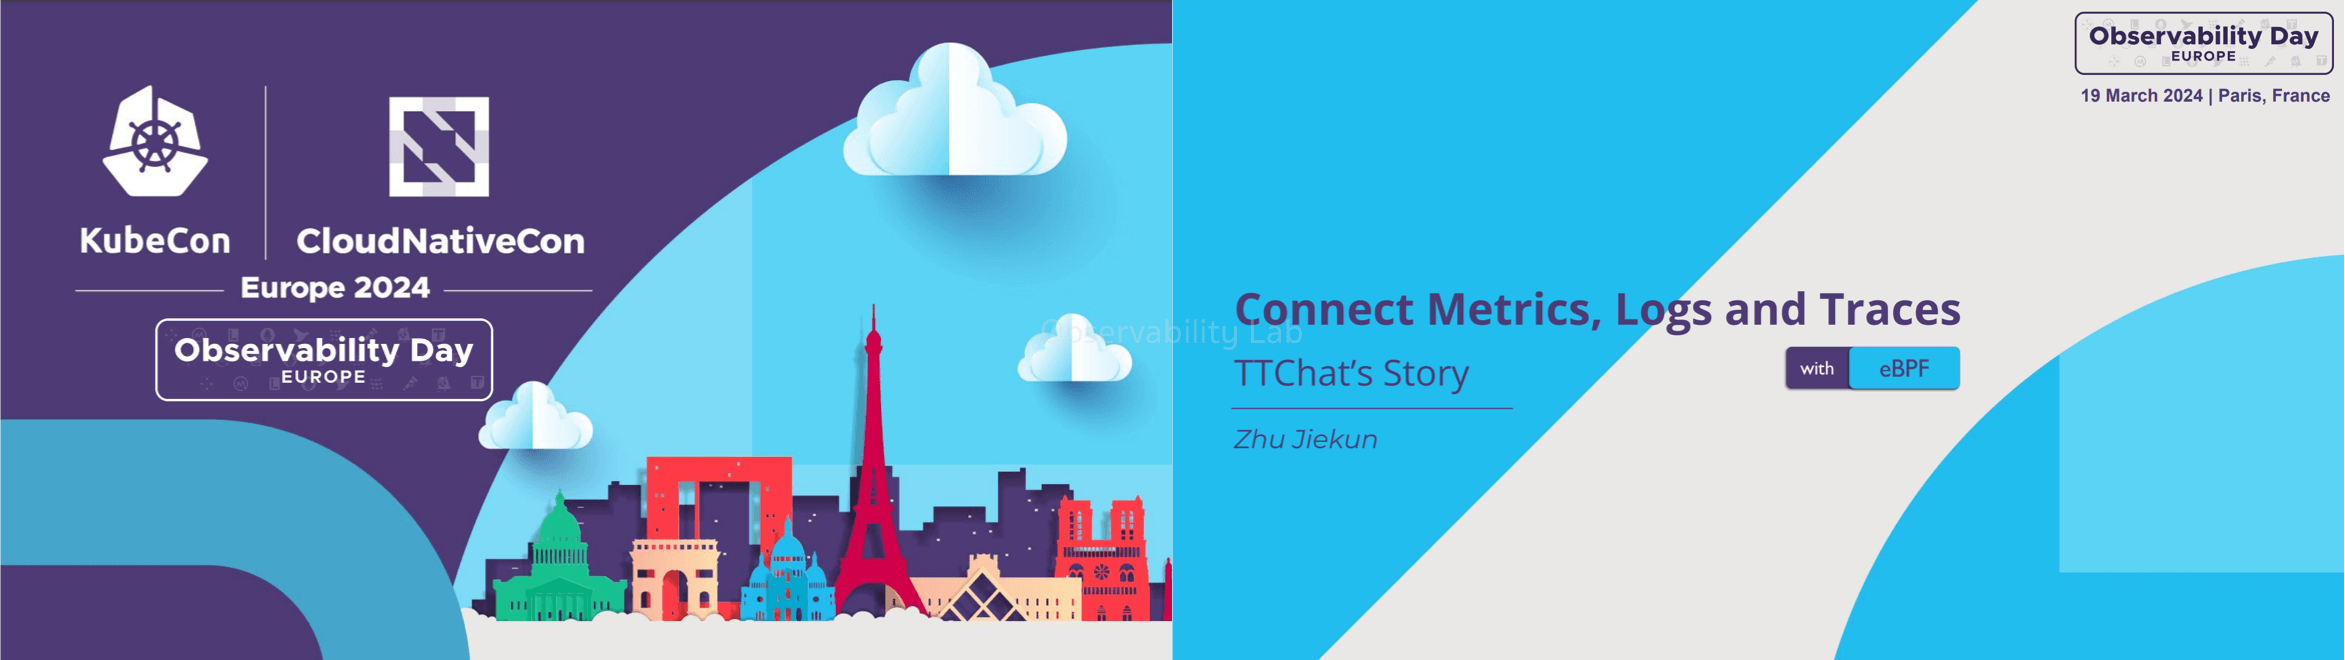 KubeCon
CloudNativeCon
Europe 2024
Observability Day
EUROPE
Observability Day
EUROPE
19 March 2024 | Paris, France
Connect Metrics, Logs and Traces
with eBPF
TTChat's Story
Zhu Jiekun
Observability Lab